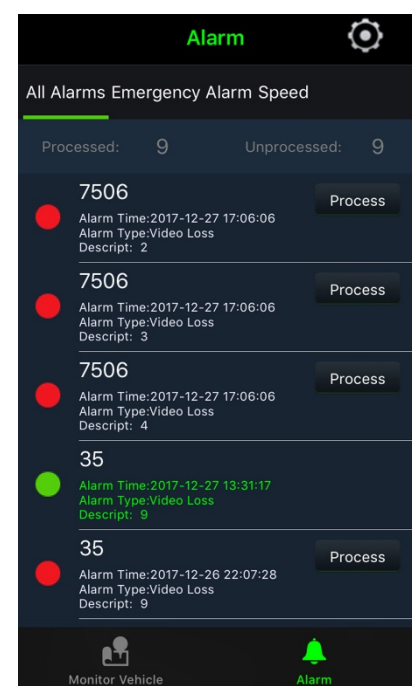 Alarm
All Alarms Emergency Alarm Speed
Processed: 9 Unprocessed: 9
7506
Process
Alarm Time:2017-12-27 17:06:06
Alarm Type:Video Loss
Descript: 2
7506
Process
Alarm Time:2017-12-27 17:06:06
Alarm Type:Video Loss
Descript: 3
7506
Process
Alarm Time:2017-12-27 17:06:06
Alarm Type:Video Loss
Descript: 4
35
Alarm Time:2017-12-27 13:31:17
Alarm Type:Video Loss
Descript: 9
35
Process
Alarm Time:2017-12-26 22:07:28
Alarm Type:Video Loss
Descript: 9
Monitor Vehicle Alarm